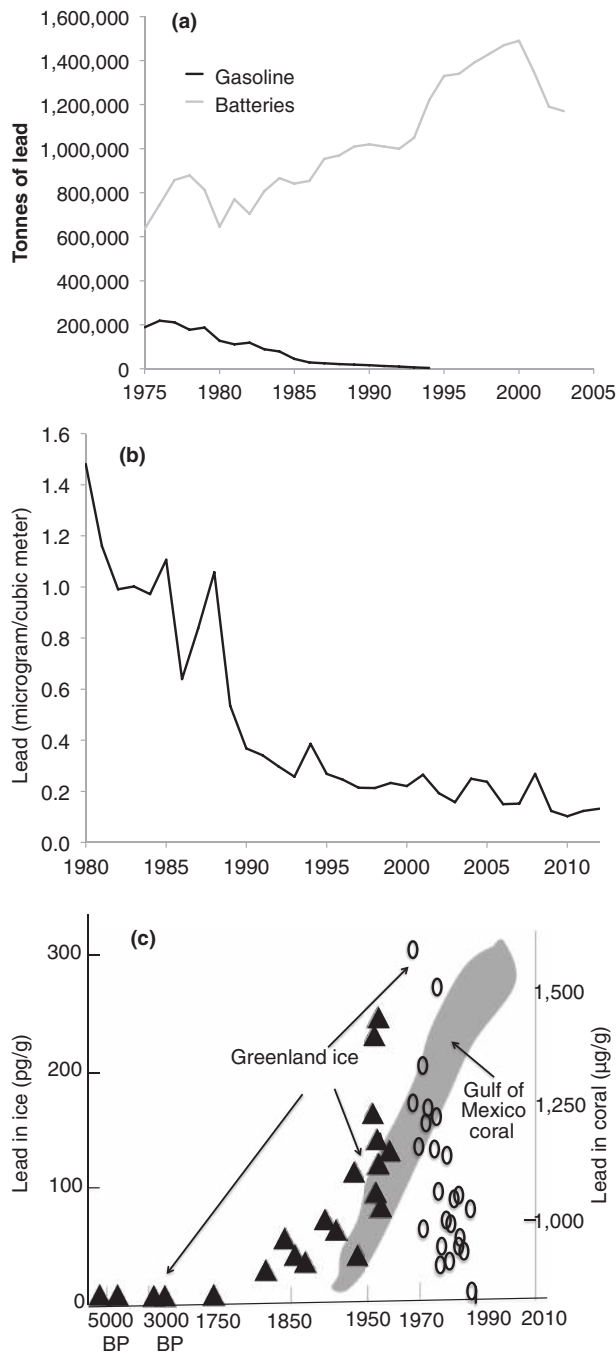 (a)
1,600,000
1,400,000
1,200,000
1,000,000
800,000
600,000
400,000
200,000
0
Tonnes of lead
Gasoline
Batteries
1975 1980 1985 1990 1995 2000 2005
(b)
1.6
1.4
1.2
1.0
0.8
0.6
0.4
0.2
0.0
Lead (microgram/cubic meter)
1980 1985 1990 1995 2000 2005 2010
(c)
300
200
100
0
Lead in ice (pg/g)
Greenland ice
Gulf of
Mexico
coral
1,500
1,250
1,000
Lead in coral (µg/g)
5000 3000 1750 1850 1950 1970 1990 2010
BP BP